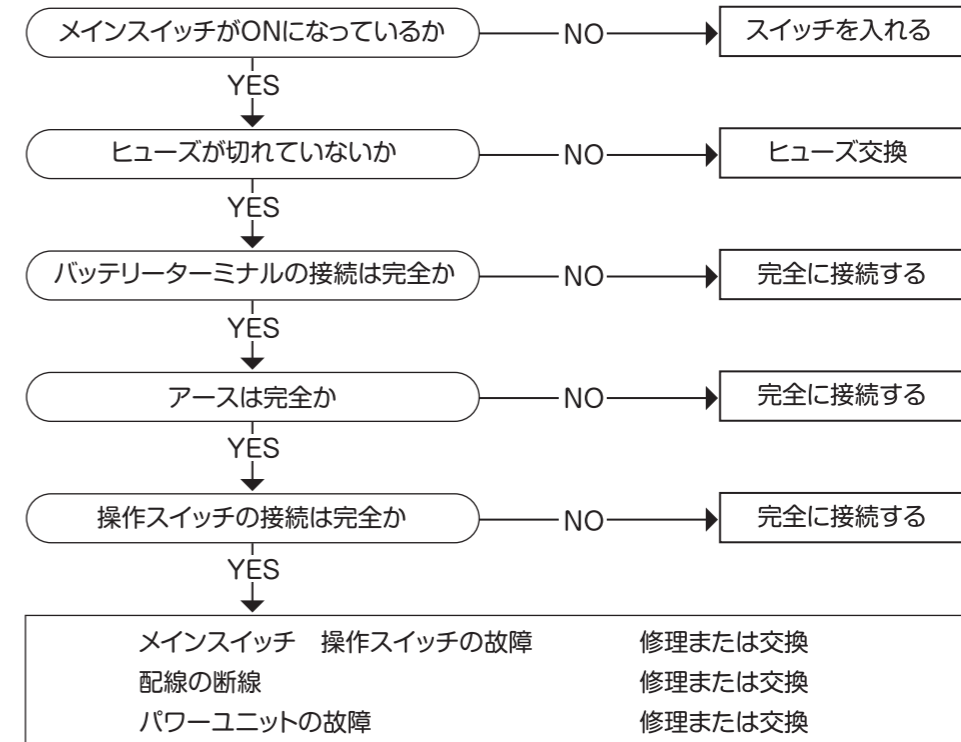 メインスイッチがONになっているか NO スイッチを入れる
YES
ヒューズが切れていないか NO ヒューズ交換
YES
バッテリーターミナルの接続は完全か NO 完全に接続する
YES
アースは完全か NO 完全に接続する
YES
操作スイッチの接続は完全か NO 完全に接続する
YES
メインスイッチ　操作スイッチの故障 修理または交換
配線の断線 修理または交換
パワーユニットの故障 修理または交換